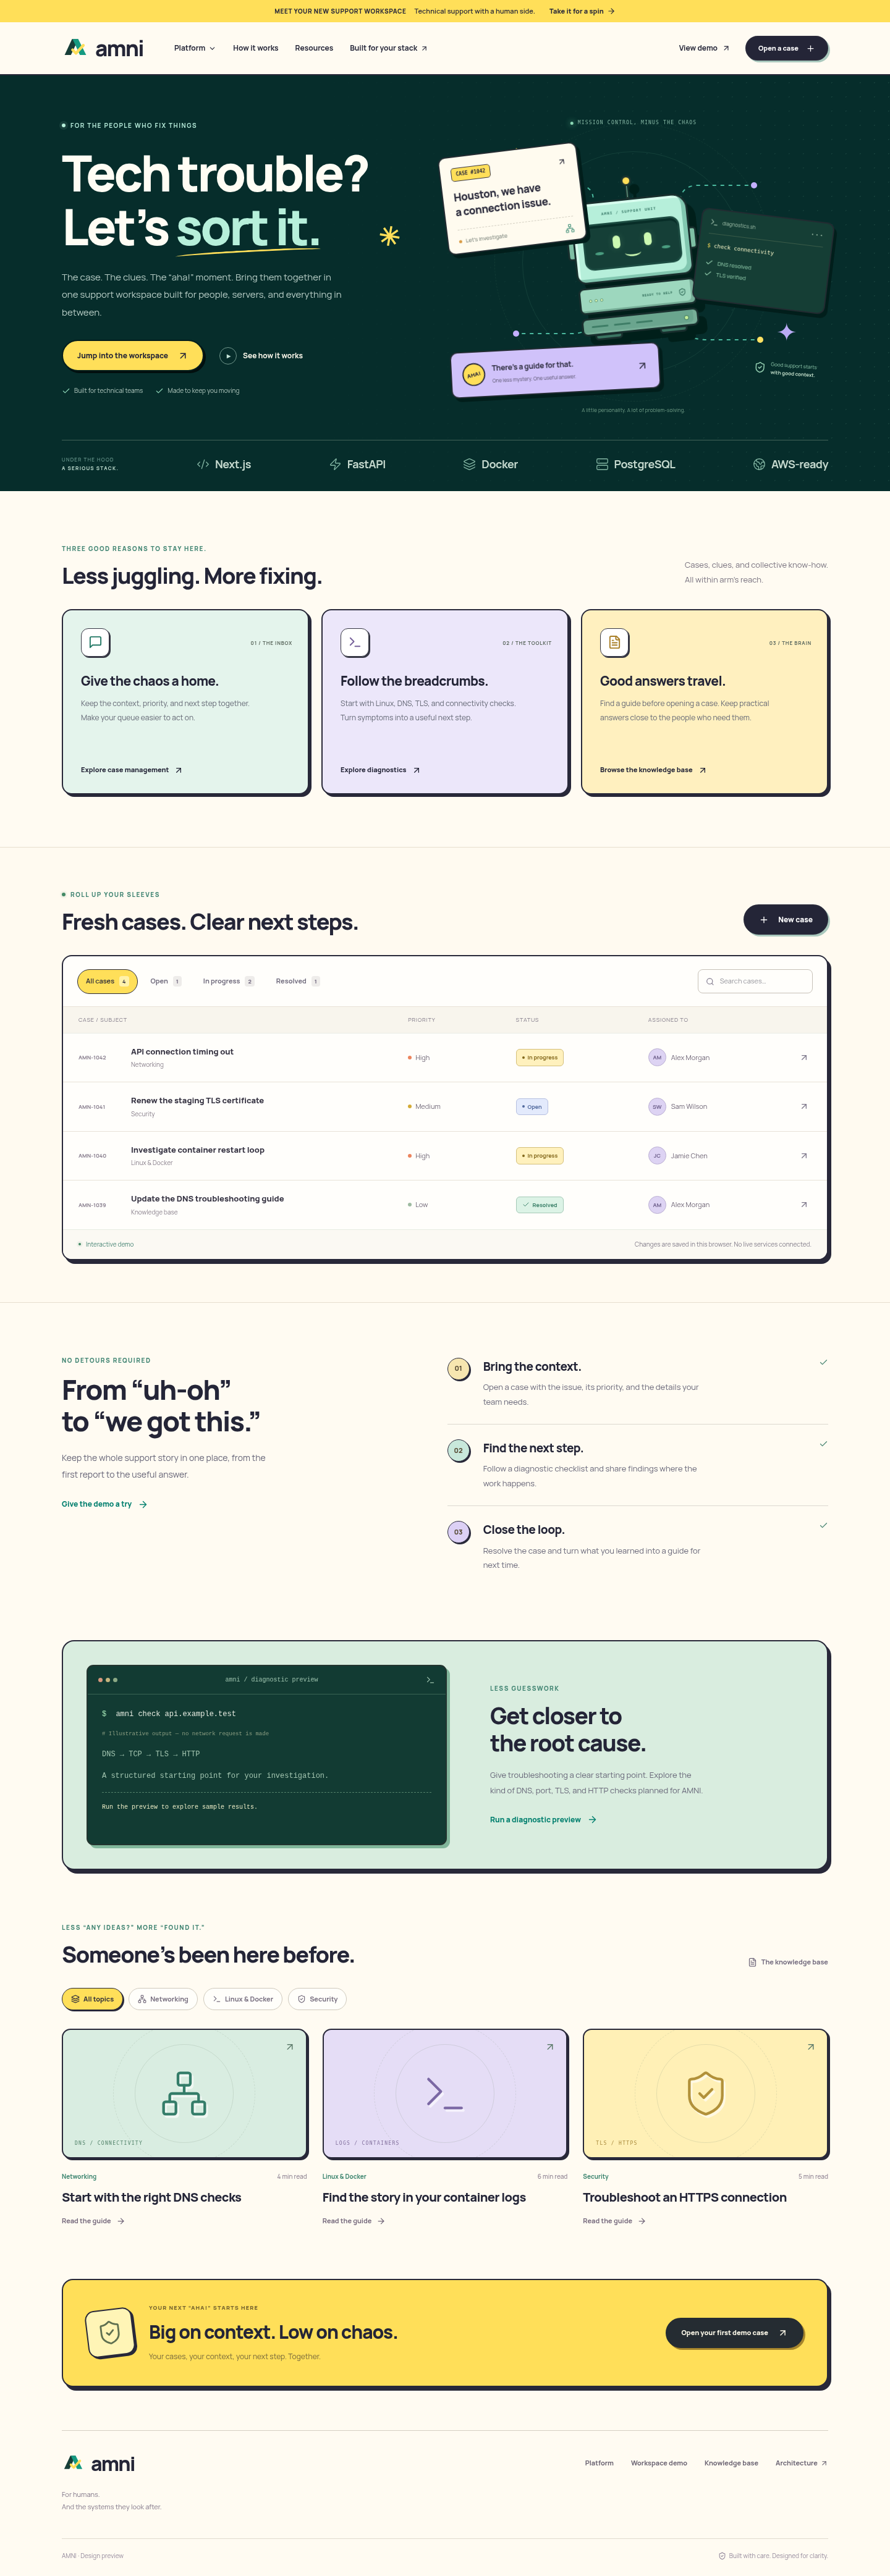 MEET YOUR NEW SUPPORT WORKSPACE Technical support with a human side. Take it for a spin
amni
Platform How it works Resources Built for your stack View demo Open a case
FOR THE PEOPLE WHO FIX THINGS
Tech trouble?
Let's sort it.
The case. The clues. The “aha!” moment. Bring them together in
one support workspace built for people, servers, and everything in
between.
Jump into the workspace See how it works
Built for technical teams Made to keep you moving
MISSION CONTROL, MINUS THE CHAOS
CASE #1042
Houston, we have
a connection issue.
Let's investigate
AMNI / SUPPORT UNIT
READY TO HELP
diagnostics.sh
$ check connectivity
DNS resolved
TLS verified
AHA!
There's a guide for that.
One less mystery. One useful answer.
Good support starts
with good context.
A little personality. A lot of problem-solving.
UNDER THE HOOD
A SERIOUS STACK.
Next.js FastAPI Docker PostgreSQL AWS-ready
THREE GOOD REASONS TO STAY HERE.
Less juggling. More fixing.
Cases, clues, and collective know-how.
All within arm's reach.
01 / THE INBOX
Give the chaos a home.
Keep the context, priority, and next step together.
Make your queue easier to act on.
Explore case management
02 / THE TOOLKIT
Follow the breadcrumbs.
Start with Linux, DNS, TLS, and connectivity checks.
Turn symptoms into a useful next step.
Explore diagnostics
03 / THE BRAIN
Good answers travel.
Find a guide before opening a case. Keep practical
answers close to the people who need them.
Browse the knowledge base
ROLL UP YOUR SLEEVES
Fresh cases. Clear next steps.
New case
All cases 4 Open 1 In progress 2 Resolved 1 Search cases...
CASE / SUBJECT PRIORITY STATUS ASSIGNED TO
AMN-1042 API connection timing out High In progress AM Alex Morgan
Networking
AMN-1041 Renew the staging TLS certificate Medium Open SW Sam Wilson
Security
AMN-1040 Investigate container restart loop High In progress JC Jamie Chen
Linux & Docker
AMN-1039 Update the DNS troubleshooting guide Low Resolved AM Alex Morgan
Knowledge base
Interactive demo Changes are saved in this browser. No live services connected.
NO DETOURS REQUIRED
From “uh-oh”
to “we got this.”
Keep the whole support story in one place, from the
first report to the useful answer.
Give the demo a try
01 Bring the context.
Open a case with the issue, its priority, and the details your
team needs.
02 Find the next step.
Follow a diagnostic checklist and share findings where the
work happens.
03 Close the loop.
Resolve the case and turn what you learned into a guide for
next time.
amni / diagnostic preview
$ amni check api.example.test
# Illustrative output — no network request is made
DNS → TCP → TLS → HTTP
A structured starting point for your investigation.
Run the preview to explore sample results.
LESS GUESSWORK
Get closer to
the root cause.
Give troubleshooting a clear starting point. Explore the
kind of DNS, port, TLS, and HTTP checks planned for AMNI.
Run a diagnostic preview
LESS “ANY IDEAS?” MORE “FOUND IT.”
Someone's been here before.
The knowledge base
All topics Networking Linux & Docker Security
DNS / CONNECTIVITY
Networking 4 min read
Start with the right DNS checks
Read the guide
LOGS / CONTAINERS
Linux & Docker 6 min read
Find the story in your container logs
Read the guide
TLS / HTTPS
Security 5 min read
Troubleshoot an HTTPS connection
Read the guide
YOUR NEXT “AHA!” STARTS HERE
Big on context. Low on chaos.
Your cases, your context, your next step. Together.
Open your first demo case
amni
Platform Workspace demo Knowledge base Architecture
For humans.
And the systems they look after.
AMNI · Design preview Built with care. Designed for clarity.